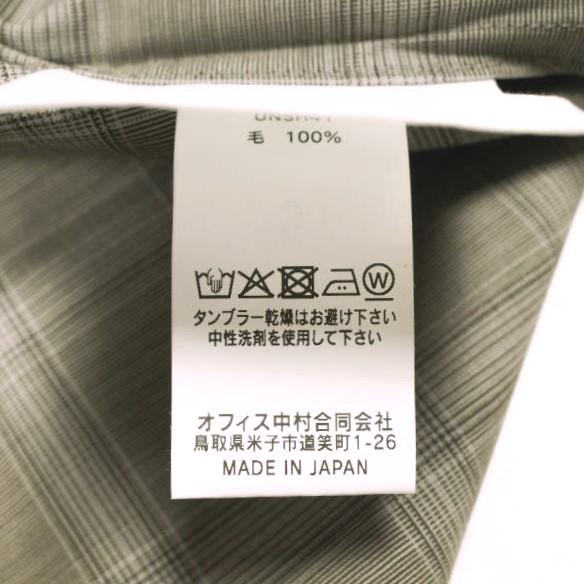 毛 100%
W
タンブラー乾燥はお避け下さい
中性洗剤を使用して下さい
オフィス中村合同会社
鳥取県米子市道笑町1-26
MADE IN JAPAN